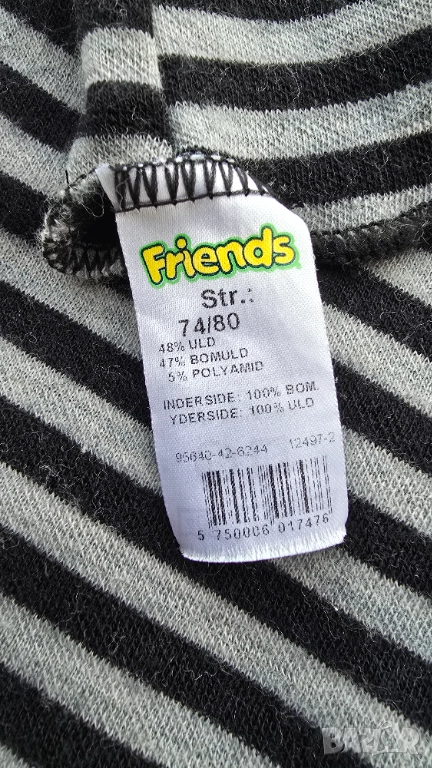 Friends
Str.:
74/80
48% ULD
47% BOMULD
5% POLYAMID
INDERSIDE: 100% BOM.
YDERSIDE: 100% ULD
95640-42-6244 12497-2
5 750006 017476
BAZAR